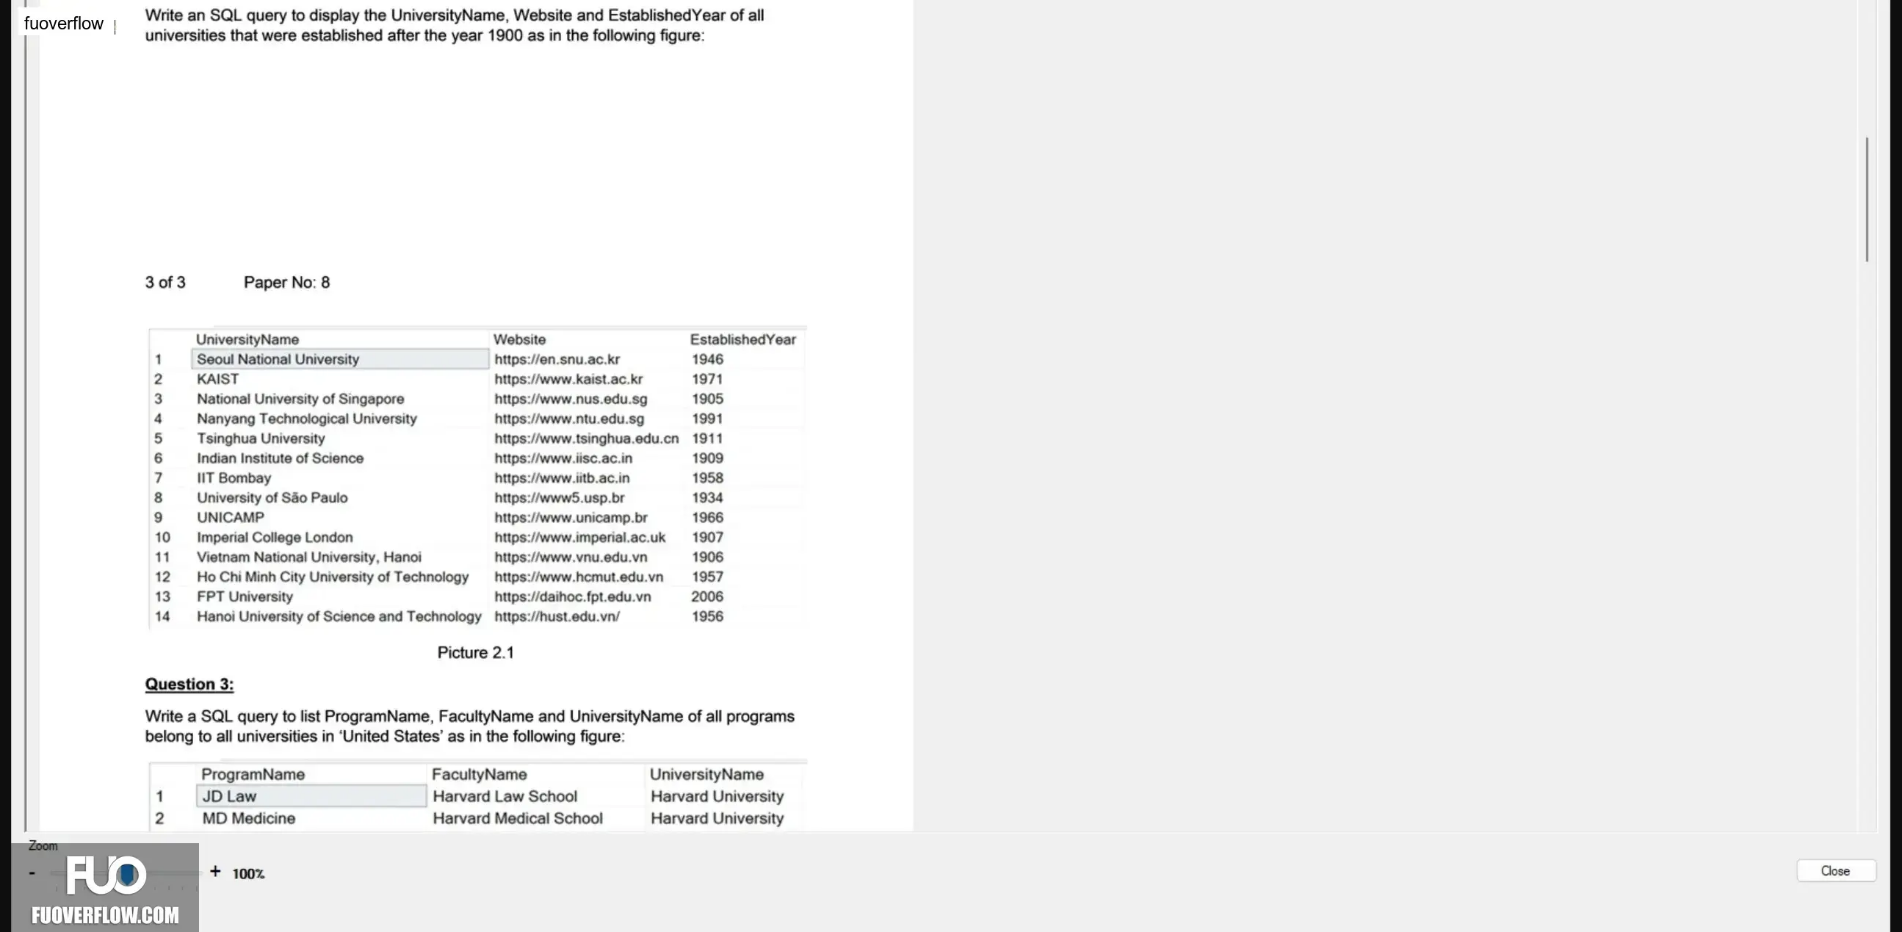 fuoverflow
Write an SQL query to display the UniversityName, Website and EstablishedYear of all
universities that were established after the year 1900 as in the following figure:
3 of 3 Paper No: 8
UniversityName Website EstablishedYear
1 Seoul National University https://en.snu.ac.kr 1946
2 KAIST https://www.kaist.ac.kr 1971
3 National University of Singapore https://www.nus.edu.sg 1905
4 Nanyang Technological University https://www.ntu.edu.sg 1991
5 Tsinghua University https://www.tsinghua.edu.cn 1911
6 Indian Institute of Science https://www.iisc.ac.in 1909
7 IIT Bombay https://www.iitb.ac.in 1958
8 University of São Paulo https://www5.usp.br 1934
9 UNICAMP https://www.unicamp.br 1966
10 Imperial College London https://www.imperial.ac.uk 1907
11 Vietnam National University, Hanoi https://www.vnu.edu.vn 1906
12 Ho Chi Minh City University of Technology https://www.hcmut.edu.vn 1957
13 FPT University https://daihoc.fpt.edu.vn 2006
14 Hanoi University of Science and Technology https://hust.edu.vn/ 1956
Picture 2.1
Question 3:
Write a SQL query to list ProgramName, FacultyName and UniversityName of all programs
belong to all universities in ‘United States’ as in the following figure:
ProgramName FacultyName UniversityName
1 JD Law Harvard Law School Harvard University
2 MD Medicine Harvard Medical School Harvard University
Zoom
- + 100%
Close
FUO
FUOVERFLOW.COM